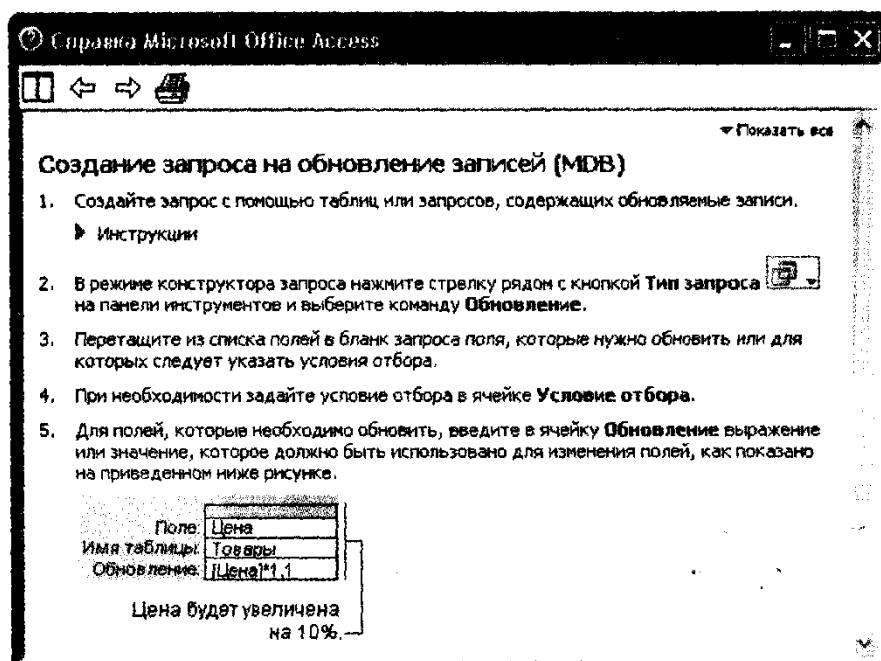 Справка Microsoft Office Access
Показать все
Создание запроса на обновление записей (MDB)
1. Создайте запрос с помощью таблиц или запросов, содержащих обновляемые записи.
Инструкции
2. В режиме конструктора запроса нажмите стрелку рядом с кнопкой Тип запроса
на панели инструментов и выберите команду Обновление.
3. Перетащите из списка полей в бланк запроса поля, которые нужно обновить или для
которых следует указать условия отбора.
4. При необходимости задайте условие отбора в ячейке Условие отбора.
5. Для полей, которые необходимо обновить, введите в ячейку Обновление выражение
или значение, которое должно быть использовано для изменения полей, как показано
на приведенном ниже рисунке.
Поле: Цена
Имя таблицы: Товары
Обновление: [Цена]*1,1
Цена будет увеличена
на 10%.